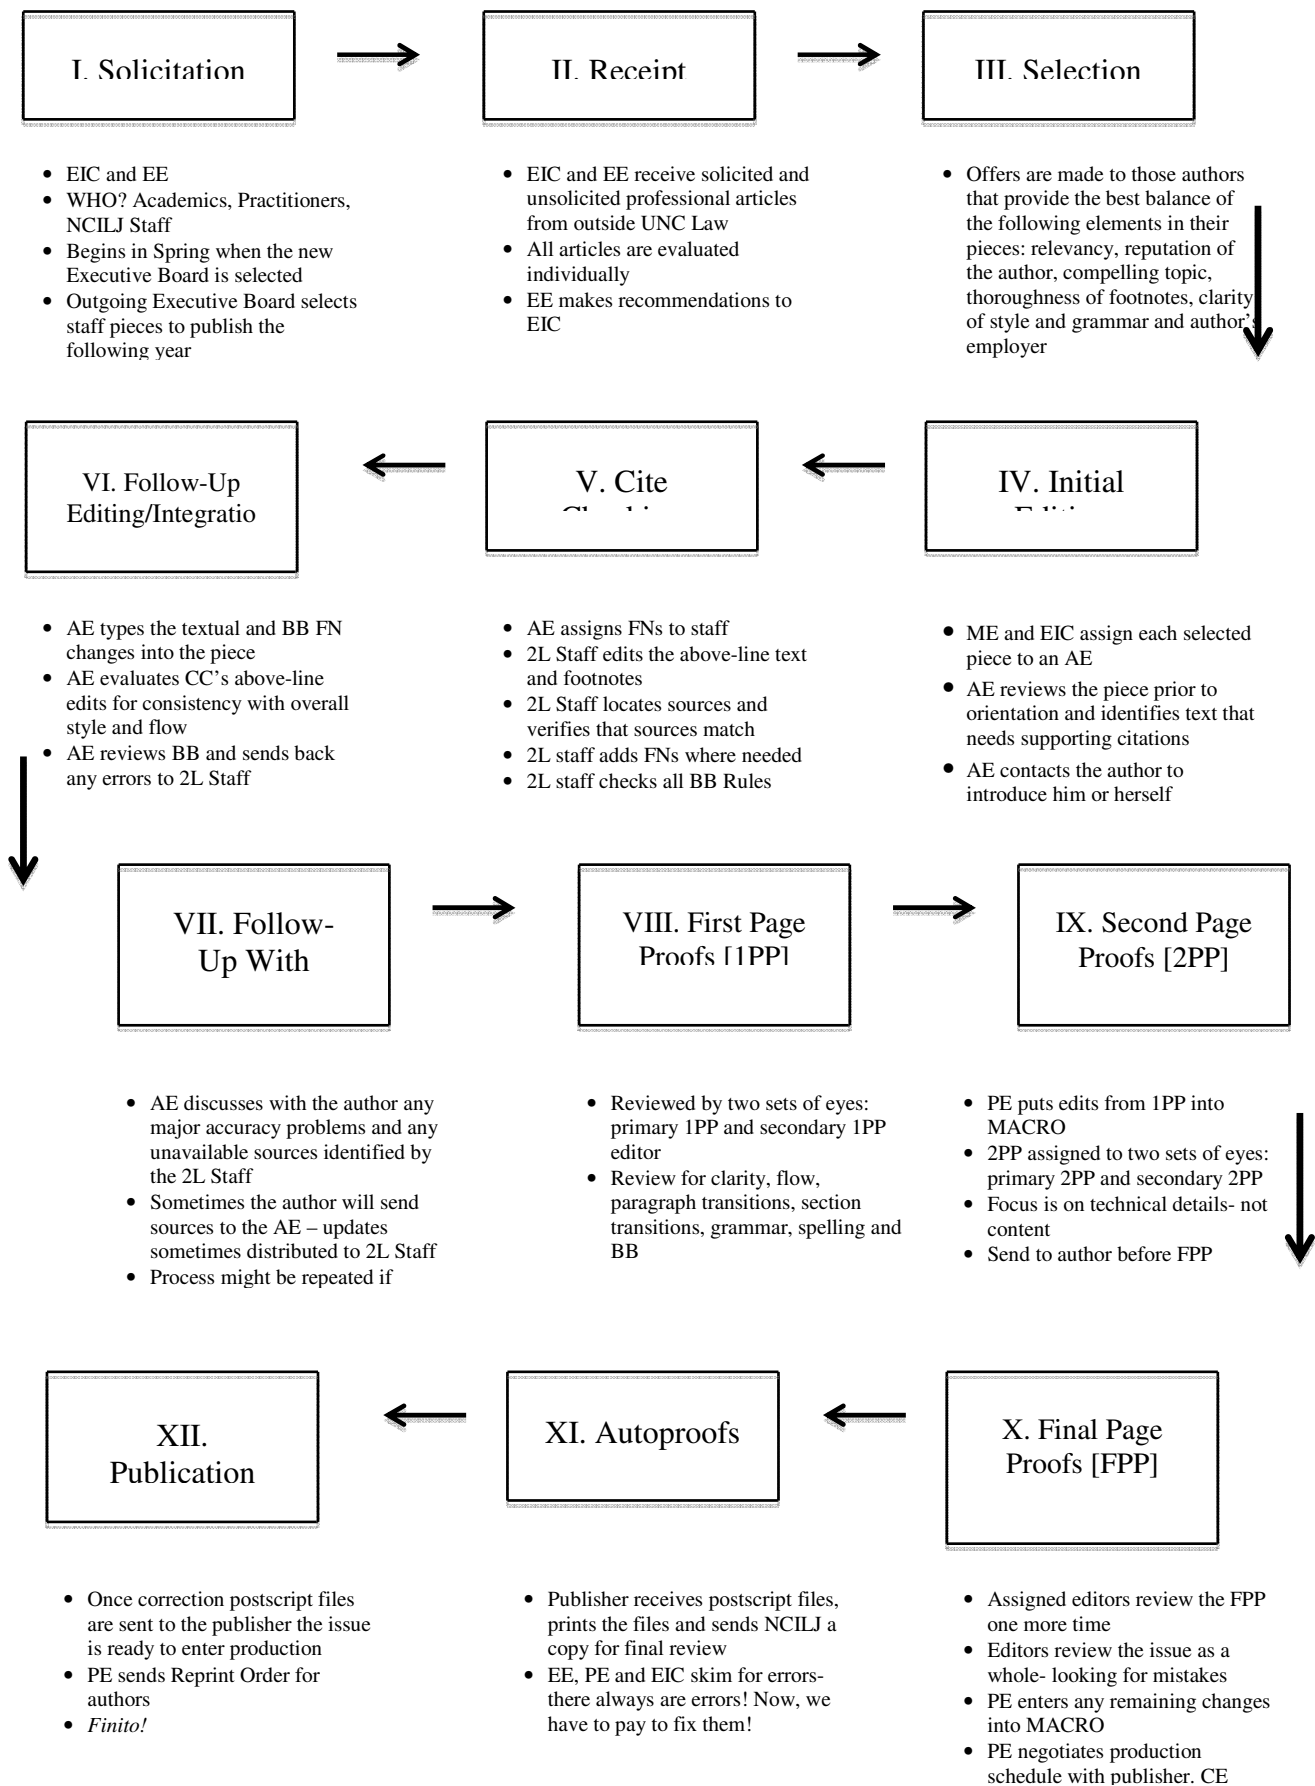 I. Solicitation
II. Receipt
III. Selection
• EIC and EE
• WHO? Academics, Practitioners,
NCILJ Staff
• Begins in Spring when the new
Executive Board is selected
• Outgoing Executive Board selects
staff pieces to publish the
following year
• EIC and EE receive solicited and
unsolicited professional articles
from outside UNC Law
• All articles are evaluated
individually
• EE makes recommendations to
EIC
• Offers are made to those authors
that provide the best balance of
the following elements in their
pieces: relevancy, reputation of
the author, compelling topic,
thoroughness of footnotes, clarity
of style and grammar and author's
employer
VI. Follow-Up
Editing/Integratio
V. Cite
IV. Initial
• AE types the textual and BB FN
changes into the piece
• AE evaluates CC's above-line
edits for consistency with overall
style and flow
• AE reviews BB and sends back
any errors to 2L Staff
• AE assigns FNs to staff
• 2L Staff edits the above-line text
and footnotes
• 2L Staff locates sources and
verifies that sources match
• 2L staff adds FNs where needed
• 2L staff checks all BB Rules
• ME and EIC assign each selected
piece to an AE
• AE reviews the piece prior to
orientation and identifies text that
needs supporting citations
• AE contacts the author to
introduce him or herself
VII. Follow-
Up With
VIII. First Page
Proofs [1PP]
IX. Second Page
Proofs [2PP]
• AE discusses with the author any
major accuracy problems and any
unavailable sources identified by
the 2L Staff
• Sometimes the author will send
sources to the AE – updates
sometimes distributed to 2L Staff
• Process might be repeated if
• Reviewed by two sets of eyes:
primary 1PP and secondary 1PP
editor
• Review for clarity, flow,
paragraph transitions, section
transitions, grammar, spelling and
BB
• PE puts edits from 1PP into
MACRO
• 2PP assigned to two sets of eyes:
primary 2PP and secondary 2PP
• Focus is on technical details- not
content
• Send to author before FPP
XII.
Publication
XI. Autoproofs
X. Final Page
Proofs [FPP]
• Once correction postscript files
are sent to the publisher the issue
is ready to enter production
• PE sends Reprint Order for
authors
• Finito!
• Publisher receives postscript files,
prints the files and sends NCILJ a
copy for final review
• EE, PE and EIC skim for errors-
there always are errors! Now, we
have to pay to fix them!
• Assigned editors review the FPP
one more time
• Editors review the issue as a
whole- looking for mistakes
• PE enters any remaining changes
into MACRO
• PE negotiates production
schedule with publisher. CE